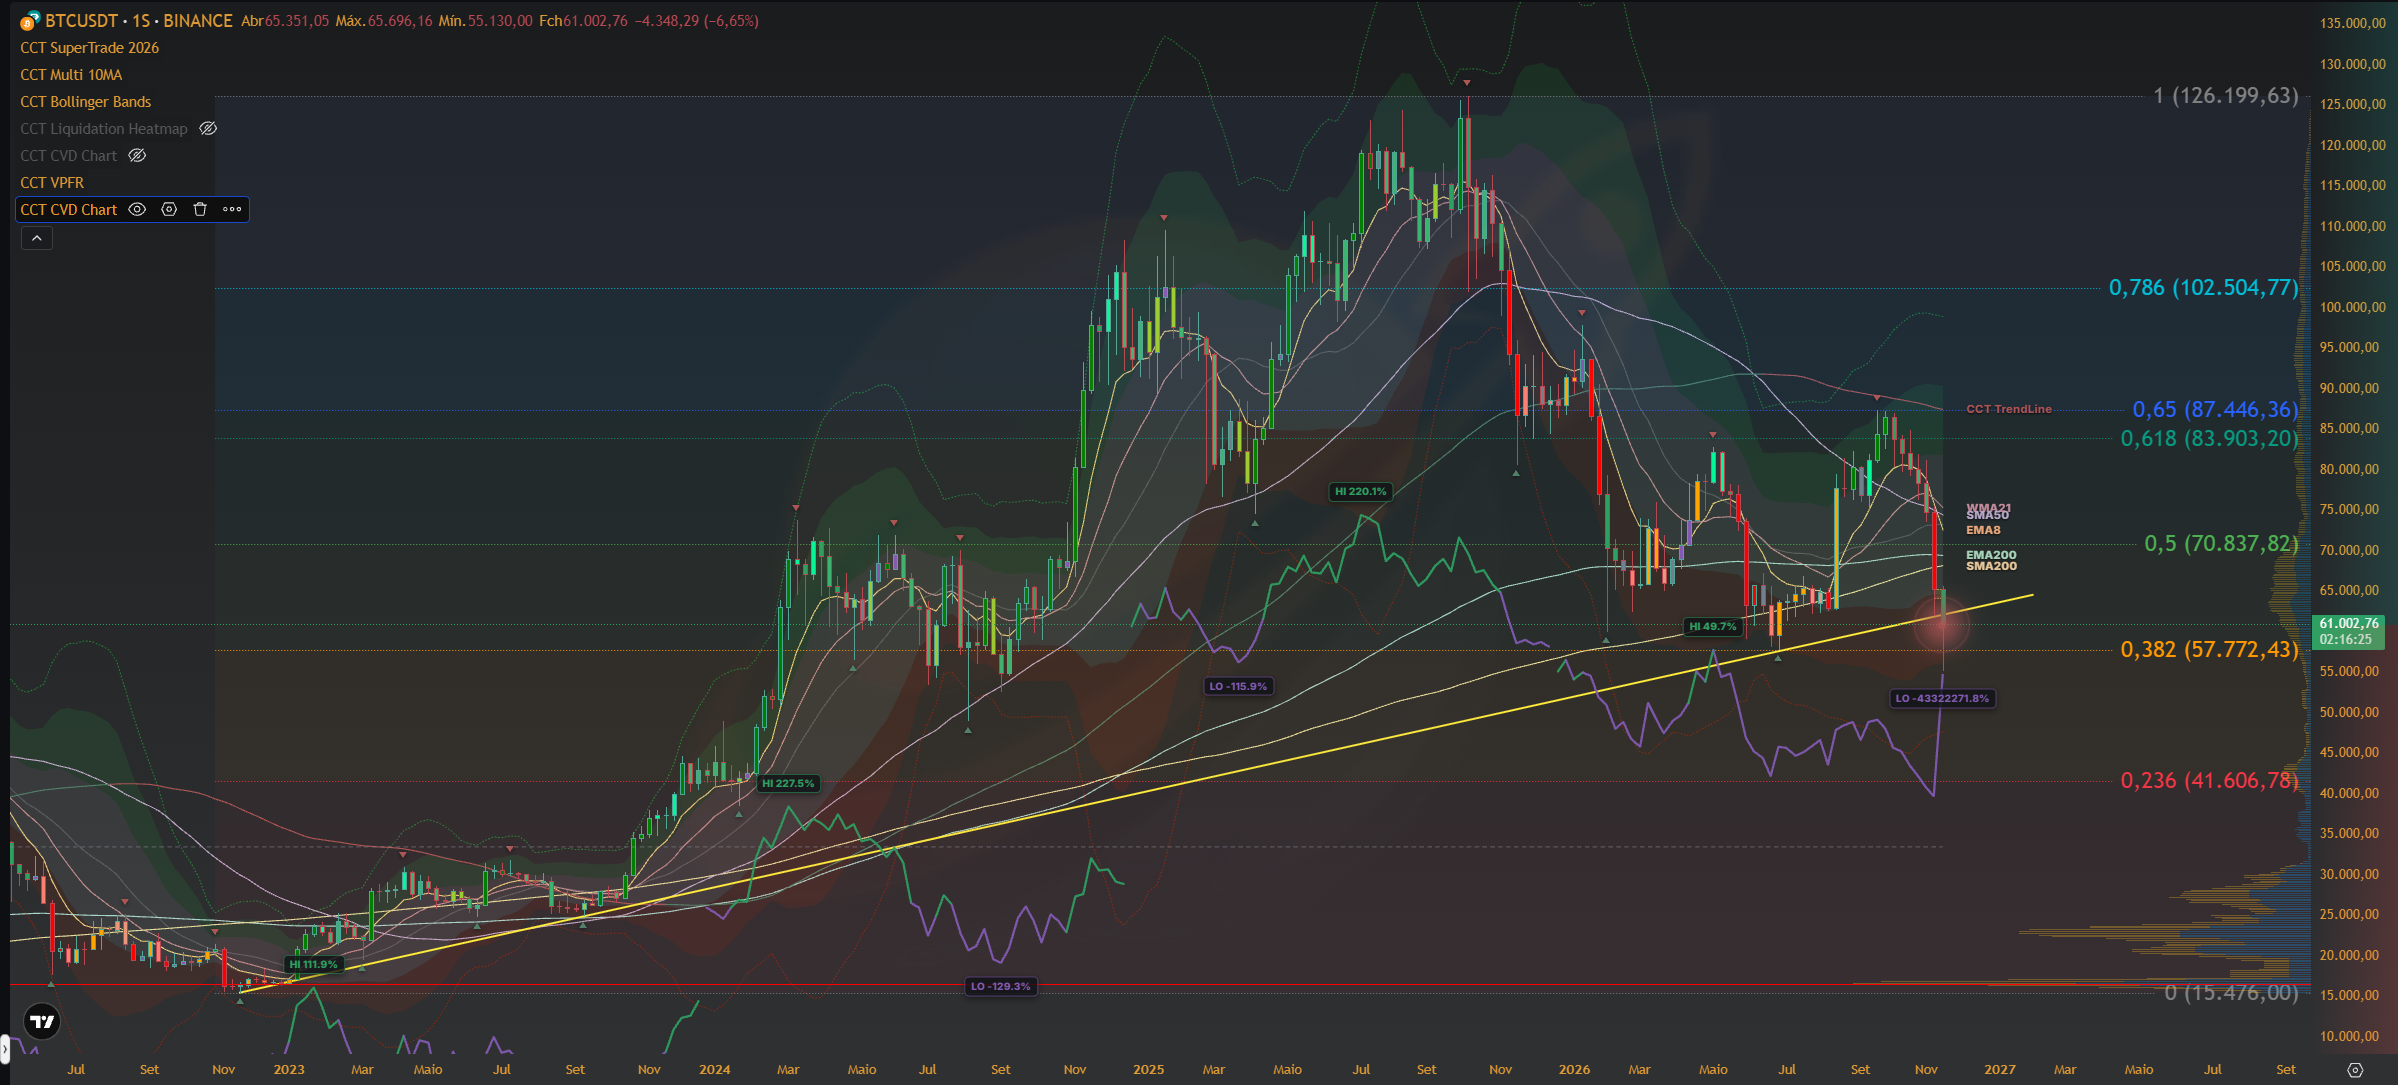 BTCUSDT · 1S · BINANCE Abr65.351,05 Máx.65.696,16 Mín.55.130,00 Fch61.002,76 −4.348,29 (−6,65%)
CCT SuperTrade 2026
CCT Multi 10MA
CCT Bollinger Bands
CCT Liquidation Heatmap
CCT CVD Chart
CCT VPFR
CCT CVD Chart
135.000,00
130.000,00
125.000,00
120.000,00
115.000,00
110.000,00
105.000,00
100.000,00
95.000,00
90.000,00
85.000,00
80.000,00
75.000,00
70.000,00
65.000,00
61.002,76
02:16:25
55.000,00
50.000,00
45.000,00
40.000,00
35.000,00
30.000,00
25.000,00
20.000,00
15.000,00
10.000,00
1 (126.199,63)
0,786 (102.504,77)
0,65 (87.446,36)
0,618 (83.903,20)
0,5 (70.837,82)
0,382 (57.772,43)
0,236 (41.606,78)
0 (15.476,00)
CCT TrendLine
WMA21
SMA50
EMA8
EMA200
SMA200
HI 220.1%
HI 49.7%
LO -115.9%
LO -43322271.8%
HI 227.5%
HI 111.9%
LO -129.3%
Jul Set Nov 2023 Mar Maio Jul Set Nov 2024 Mar Maio Jul Set Nov 2025 Mar Maio Jul Set Nov 2026 Mar Maio Jul Set Nov 2027 Mar Maio Jul Set